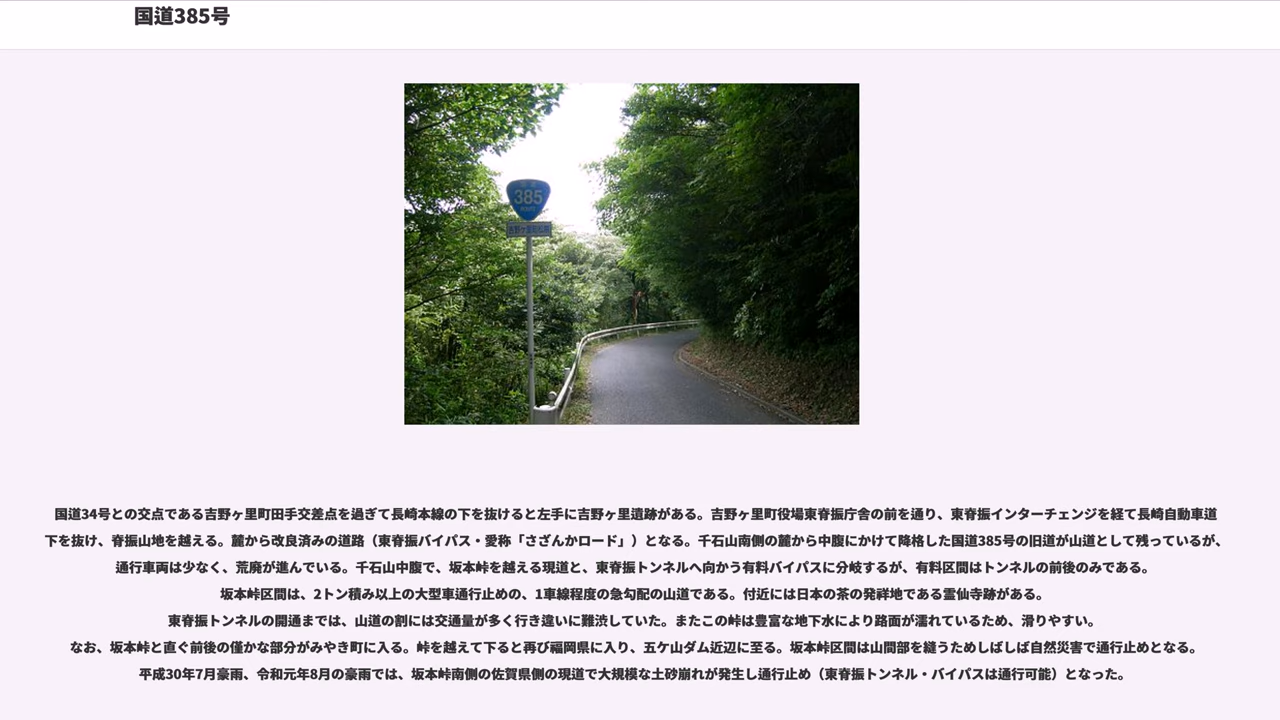 国道385号
385
ROUTE
国道34号との交点である吉野ヶ里町田手交差点を過ぎて長崎本線の下を抜けると左手に吉野ヶ里遺跡がある。吉野ヶ里町役場東脊振庁舎の前を通り、東脊振インターチェンジを経て長崎自動車道
下を抜け、脊振山地を越える。麓から改良済みの道路（東脊振バイパス・愛称「さざんかロード」）となる。千石山南側の麓から中腹にかけて降格した国道385号の旧道が山道として残っているが、
通行車両は少なく、荒廃が進んでいる。千石山中腹で、坂本峠を越える現道と、東脊振トンネルへ向かう有料バイパスに分岐するが、有料区間はトンネルの前後のみである。
坂本峠区間は、2トン積み以上の大型車通行止めの、1車線程度の急勾配の山道である。付近には日本の茶の発祥地である霊仙寺跡がある。
東脊振トンネルの開通までは、山道の割には交通量が多く行き違いに難渋していた。またこの峠は豊富な地下水により路面が濡れているため、滑りやすい。
なお、坂本峠と直ぐ前後の僅かな部分がみやき町に入る。峠を越えて下ると再び福岡県に入り、五ケ山ダム近辺に至る。坂本峠区間は山間部を縫うためしばしば自然災害で通行止めとなる。
平成30年7月豪雨、令和元年8月の豪雨では、坂本峠南側の佐賀県側の現道で大規模な土砂崩れが発生し通行止め（東脊振トンネル・バイパスは通行可能）となった。